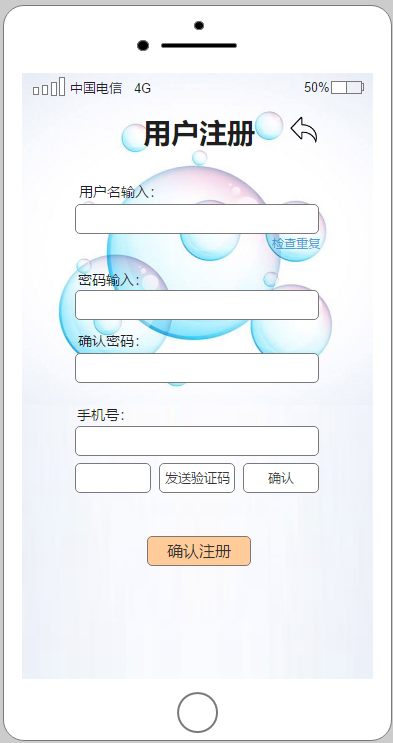 中国电信 4G 50%
用户注册
用户名输入：
检查重复
密码输入：
确认密码：
手机号：
发送验证码 确认
确认注册